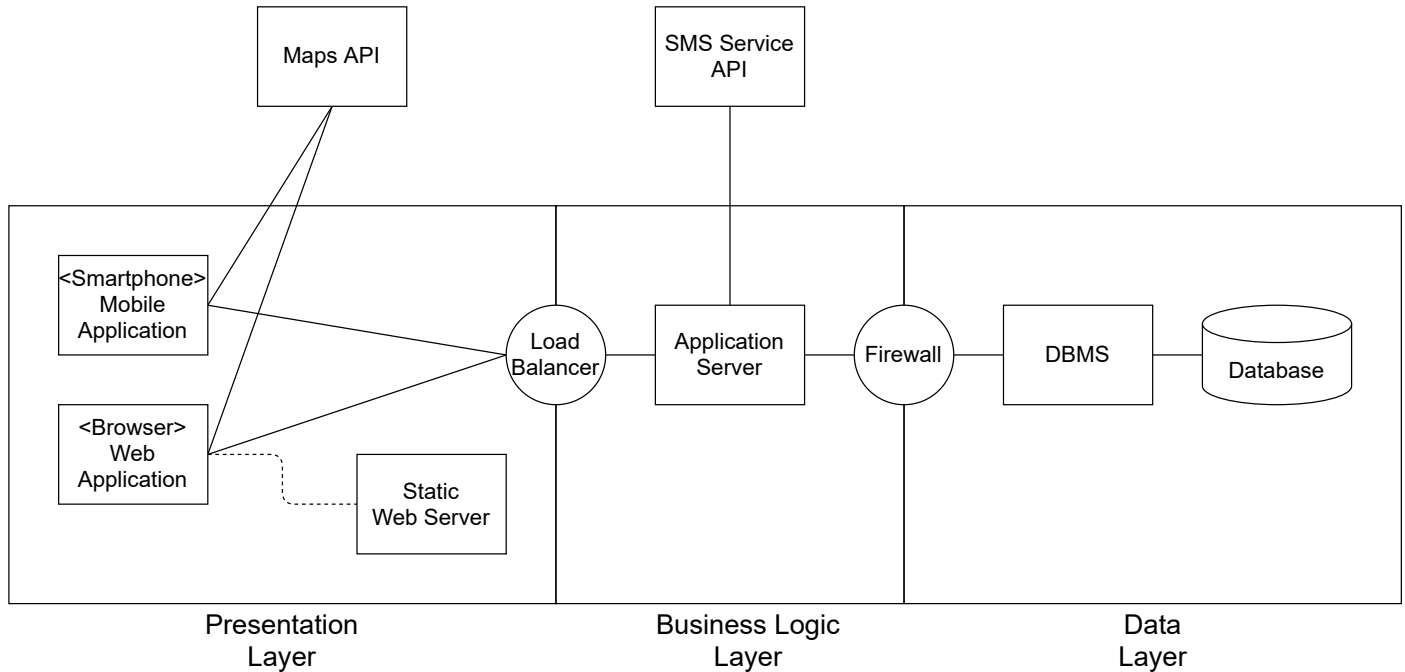 Maps API
SMS Service
API
<Smartphone>
Mobile
Application
Load
Balancer
Application
Server
Firewall
DBMS
Database
<Browser>
Web
Application
Static
Web Server
Presentation
Layer
Business Logic
Layer
Data
Layer